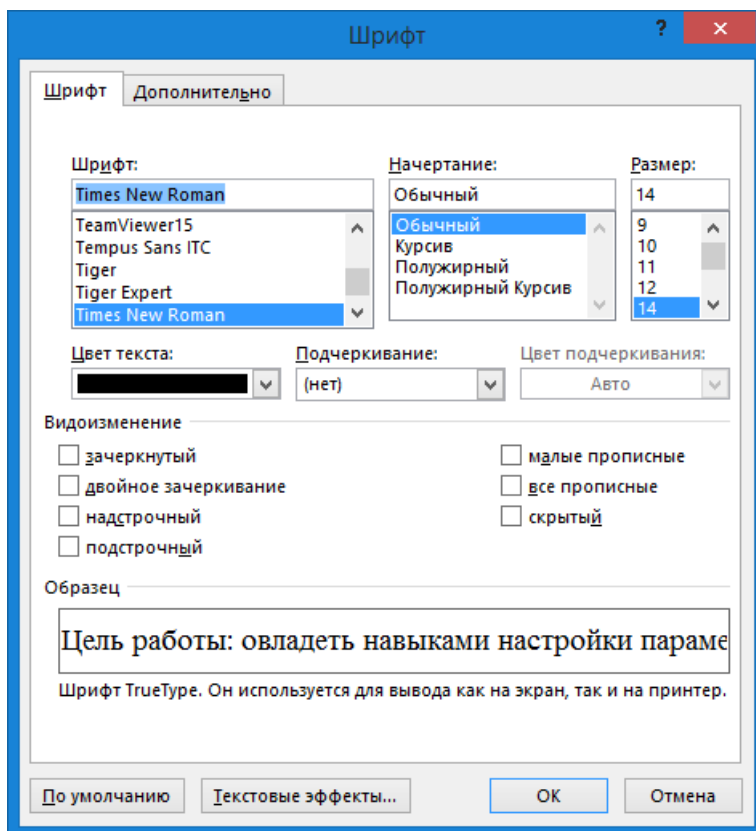 Шрифт
?
×
Шрифт Дополнительно
Шрифт: Начертание: Размер:
Times New Roman Обычный 14
TeamViewer15 Обычный 9
Tempus Sans ITC Курсив 10
Tiger Полужирный 11
Tiger Expert Полужирный Курсив 12
Times New Roman 14
Цвет текста: Подчеркивание: Цвет подчеркивания:
(нет) Авто
Видоизменение
зачеркнутый малые прописные
двойное зачеркивание все прописные
надстрочный скрытый
подстрочный
Образец
Цель работы: овладеть навыками настройки параме
Шрифт TrueType. Он используется для вывода как на экран, так и на принтер.
По умолчанию Текстовые эффекты... ОК Отмена